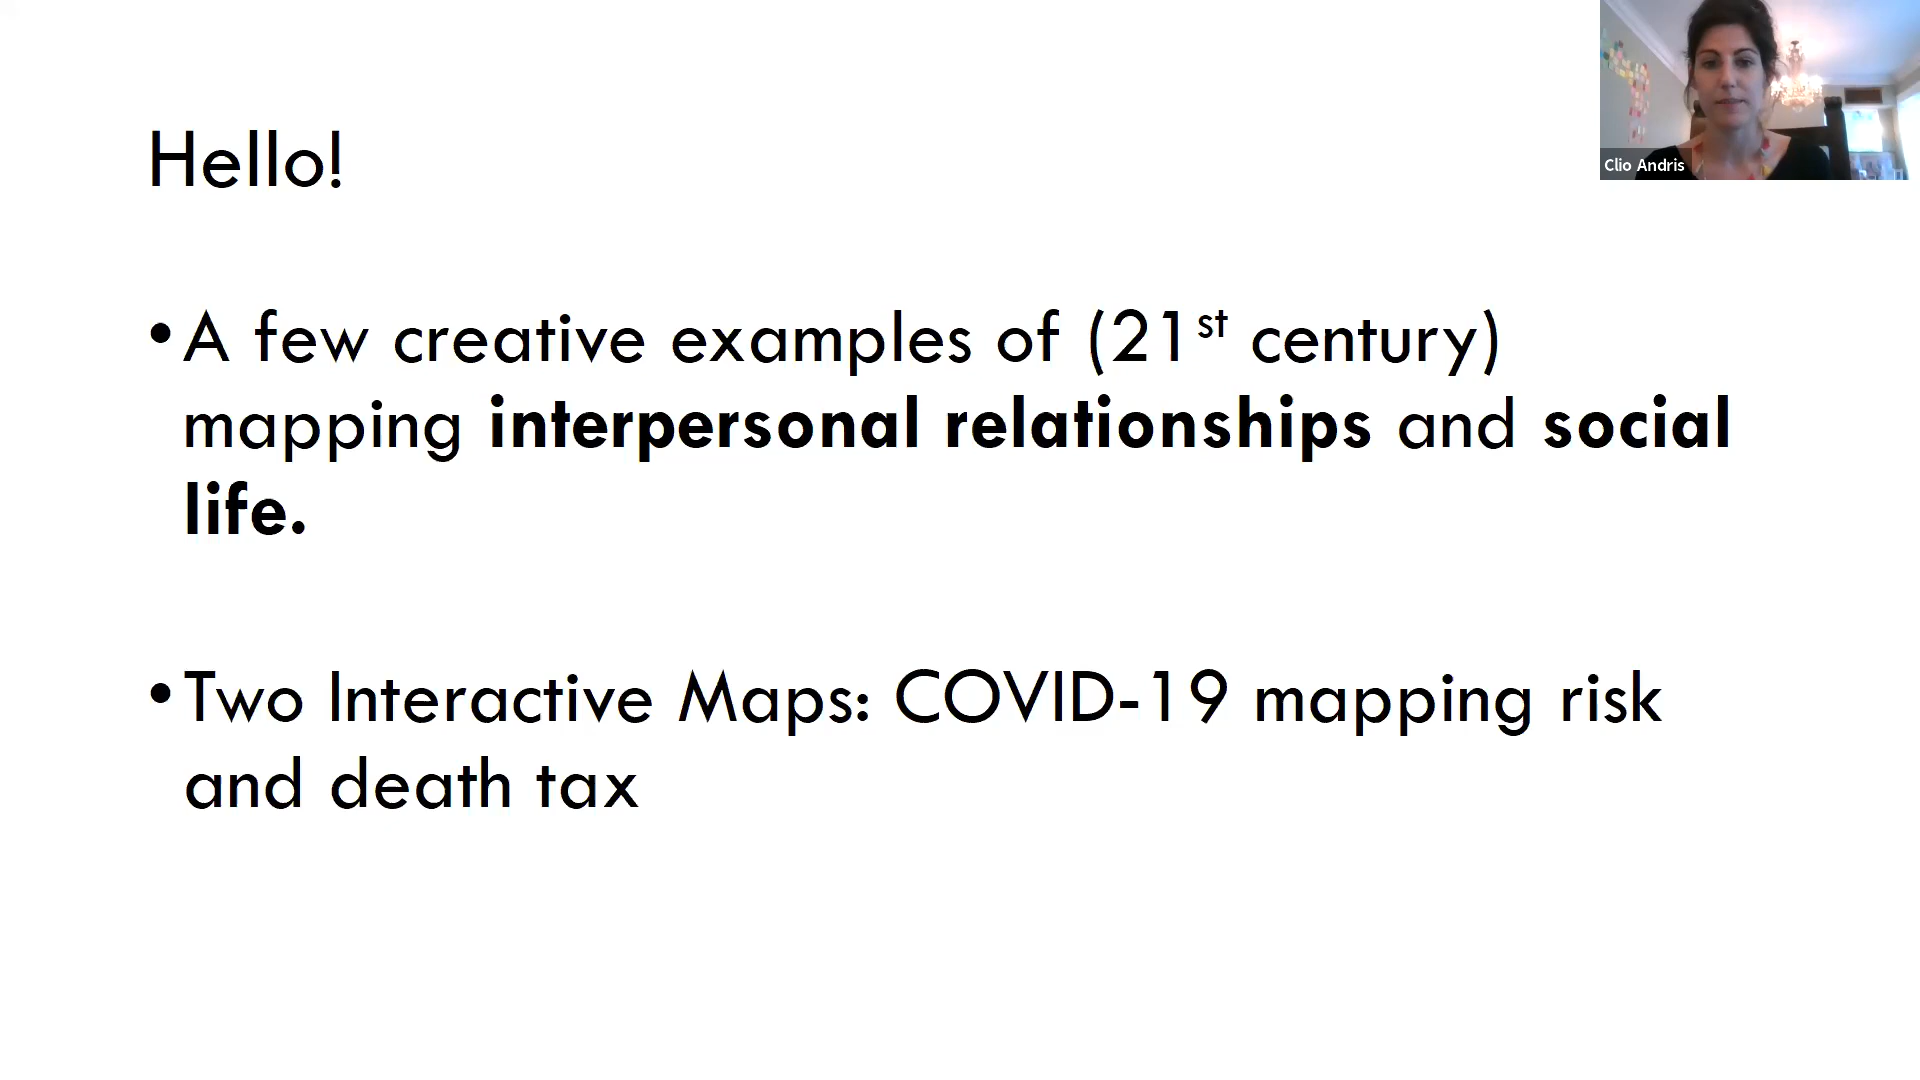 Hello!
•A few creative examples of (21st century)
mapping interpersonal relationships and social
life.
•Two Interactive Maps: COVID-19 mapping risk
and death tax
Clio Andris